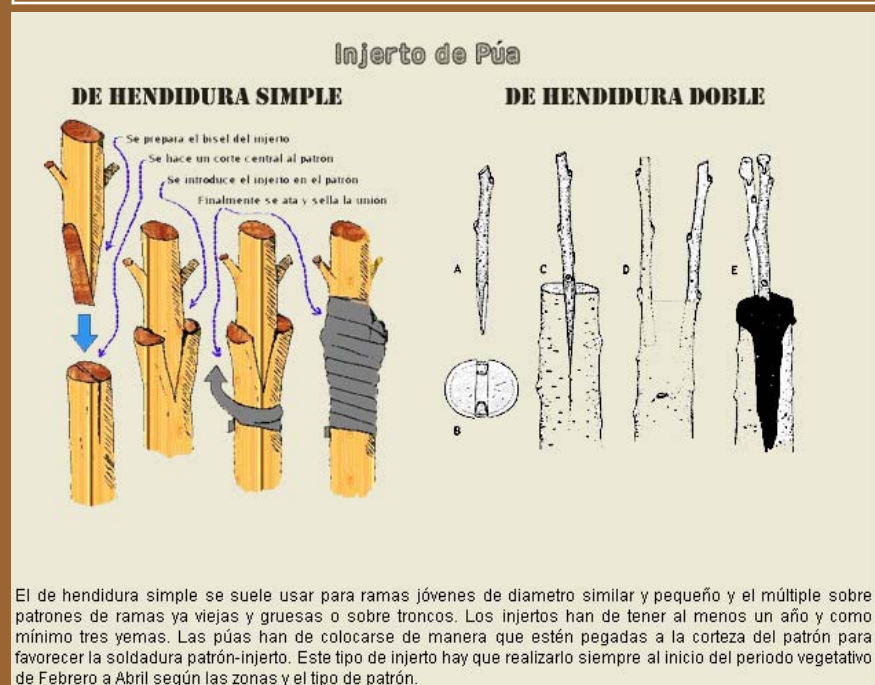 Injerto de Púa
DE HENDIDURA SIMPLE
DE HENDIDURA DOBLE
Se prepara el bisel del injerto
Se hace un corte central al patrón
Se introduce el injerto en el patrón
Finalmente se ata y sella la unión
A
C
D
E
B
El de hendidura simple se suele usar para ramas jóvenes de diametro similar y pequeño y el múltiple sobre
patrones de ramas ya viejas y gruesas o sobre troncos. Los injertos han de tener al menos un año y como
mínimo tres yemas. Las púas han de colocarse de manera que estén pegadas a la corteza del patrón para
favorecer la soldadura patrón-injerto. Este tipo de injerto hay que realizarlo siempre al inicio del periodo vegetativo
de Febrero a Abril según las zonas y el tipo de patrón.